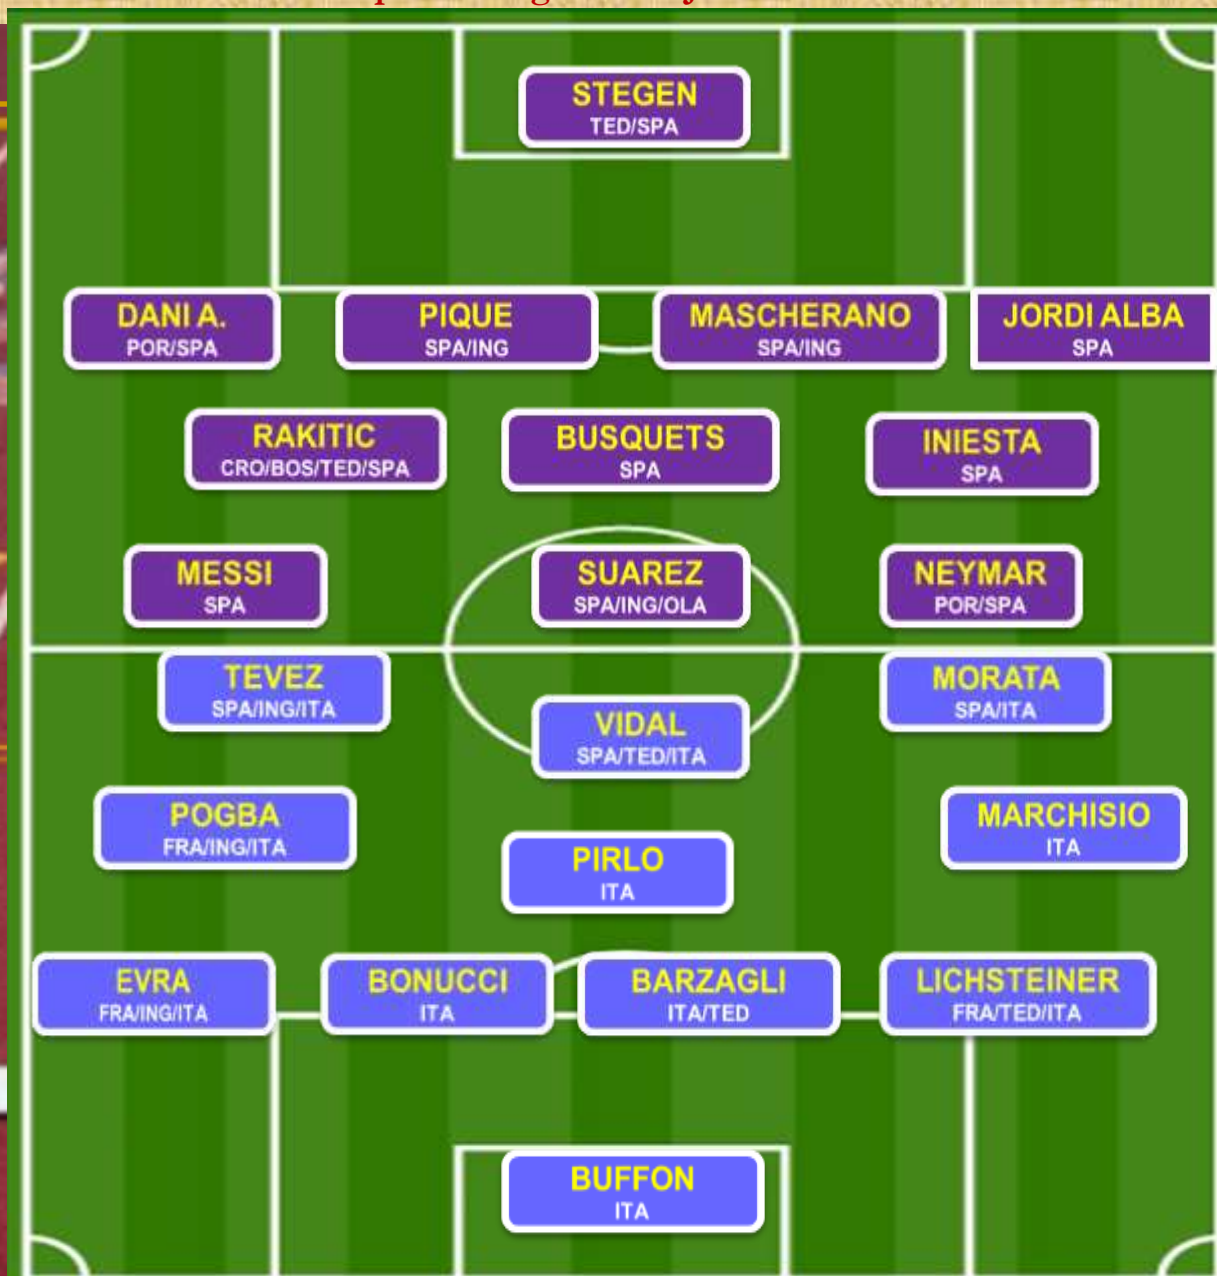 STEGEN
TED/SPA
DANI A.
POR/SPA
PIQUE
SPA/ING
MASCHERANO
SPA/ING
JORDI ALBA
SPA
RAKITIC
CRO/BOS/TED/SPA
BUSQUETS
SPA
INIESTA
SPA
MESSI
SPA
SUAREZ
SPA/ING/OLA
NEYMAR
POR/SPA
TEVEZ
SPA/ING/ITA
VIDAL
SPA/TED/ITA
MORATA
SPA/ITA
POGBA
FRA/ING/ITA
PIRLO
ITA
MARCHISIO
ITA
EVRA
FRA/ING/ITA
BONUCCI
ITA
BARZAGLI
ITA/TED
LICHSTEINER
FRA/TED/ITA
BUFFON
ITA